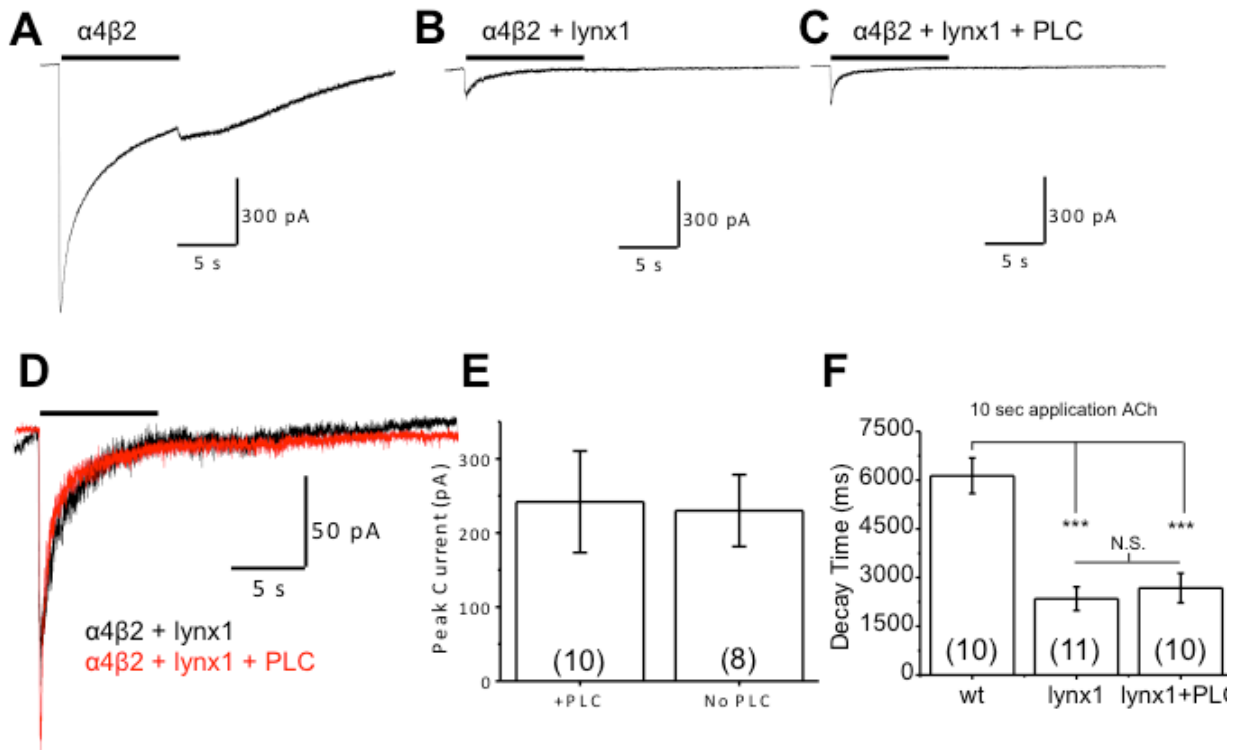 A
α4β2
300 pA
5 s
B
α4β2 + lynx1
300 pA
5 s
C
α4β2 + lynx1 + PLC
300 pA
5 s
D
50 pA
5 s
α4β2 + lynx1
α4β2 + lynx1 + PLC
E
Peak Current (pA)
300
200
100
0
(10)
(8)
+PLC
No PLC
F
10 sec application ACh
Decay Time (ms)
7500
6000
4500
3000
1500
0
***
***
N.S.
(10)
(11)
(10)
wt
lynx1
lynx1+PLC